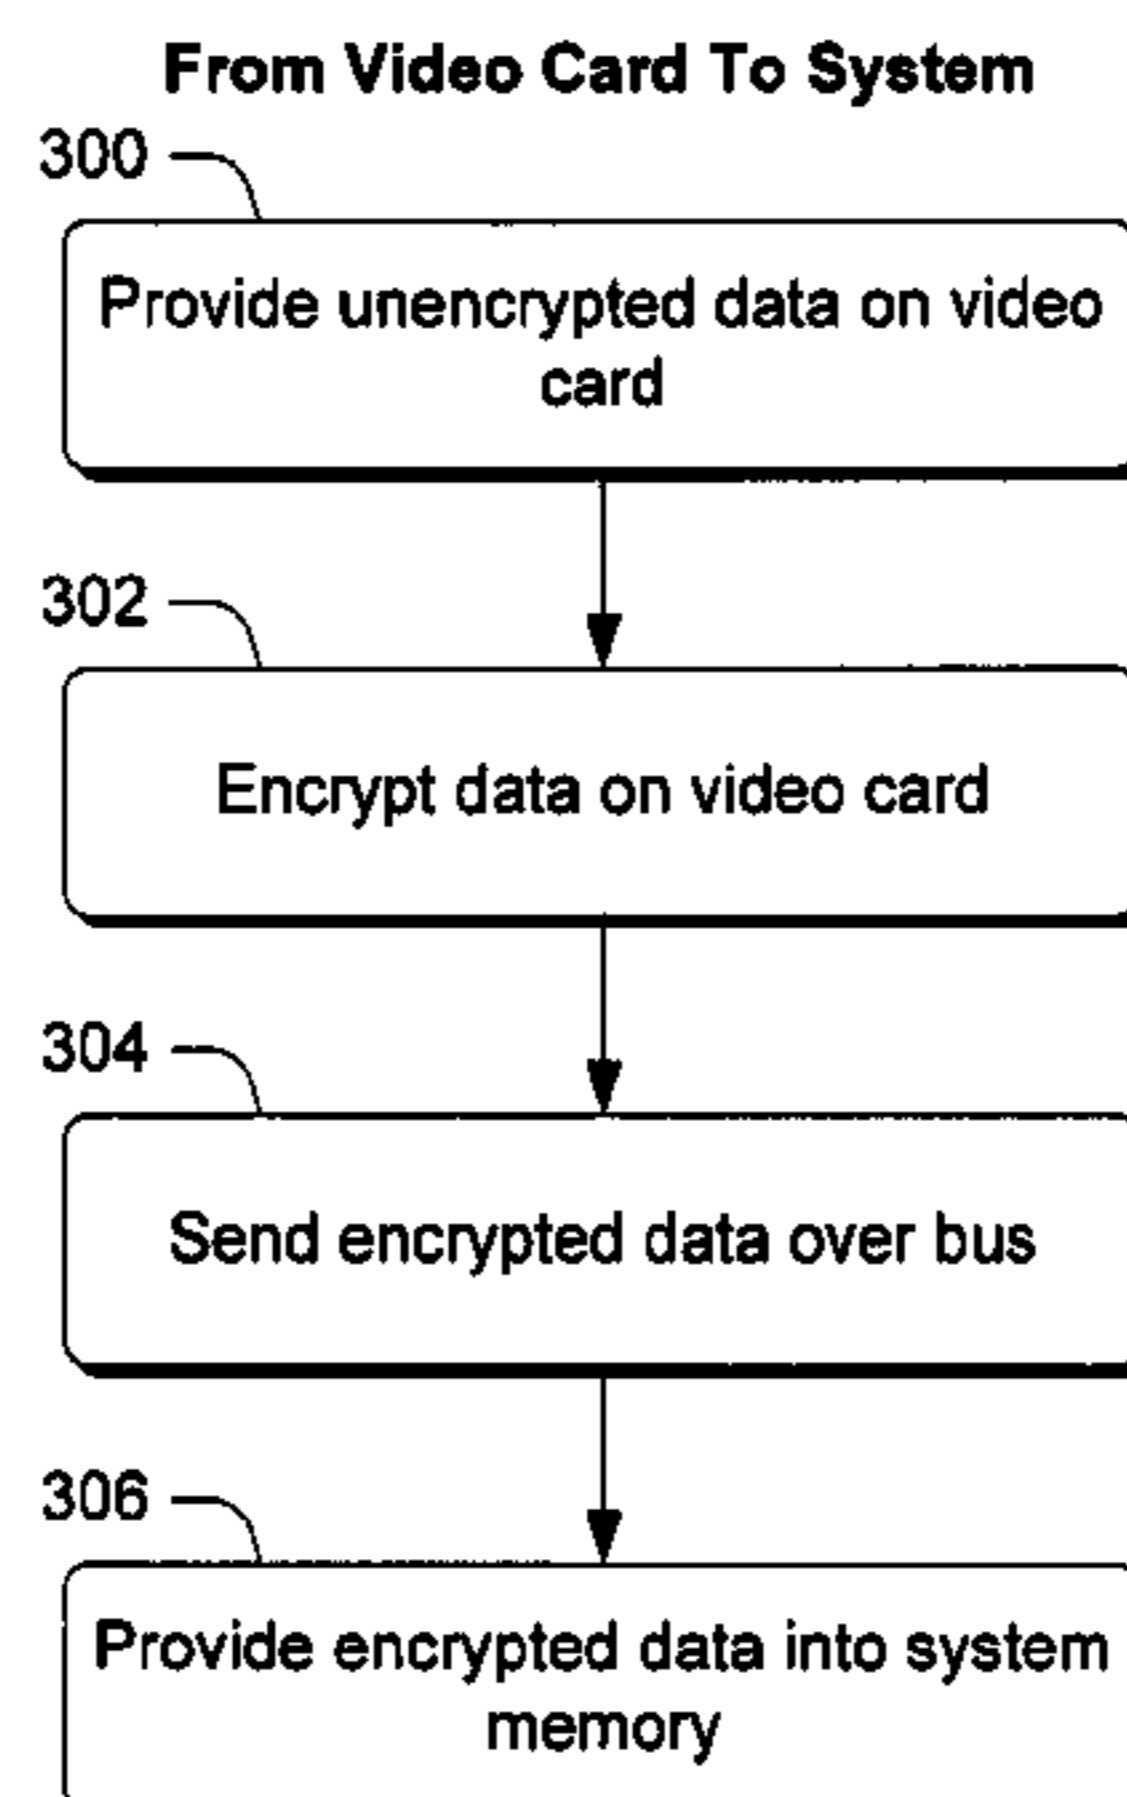 From Video Card To System
300
Provide unencrypted data on video
card
302
Encrypt data on video card
304
Send encrypted data over bus
306
Provide encrypted data into system
memory